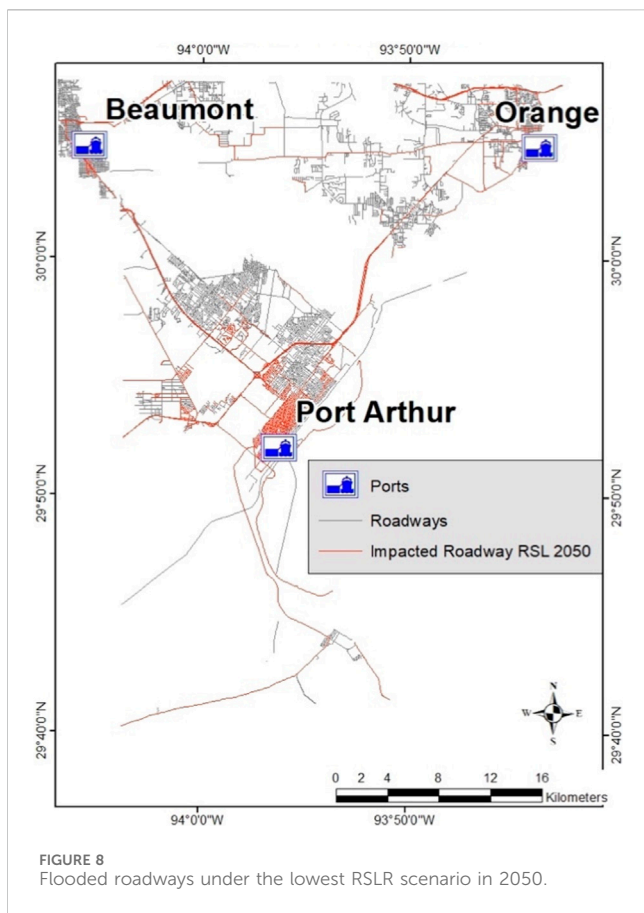 94°0'0"W 93°50'0"W
Beaumont
Orange
30°0'0"N
30°0'0"N
Port Arthur
Ports
Roadways
Impacted Roadway RSL 2050
29°50'0"N
29°50'0"N
N
W E
S
29°40'0"N
29°40'0"N
0 2 4 8 12 16
Kilometers
94°0'0"W 93°50'0"W
FIGURE 8
Flooded roadways under the lowest RSLR scenario in 2050.